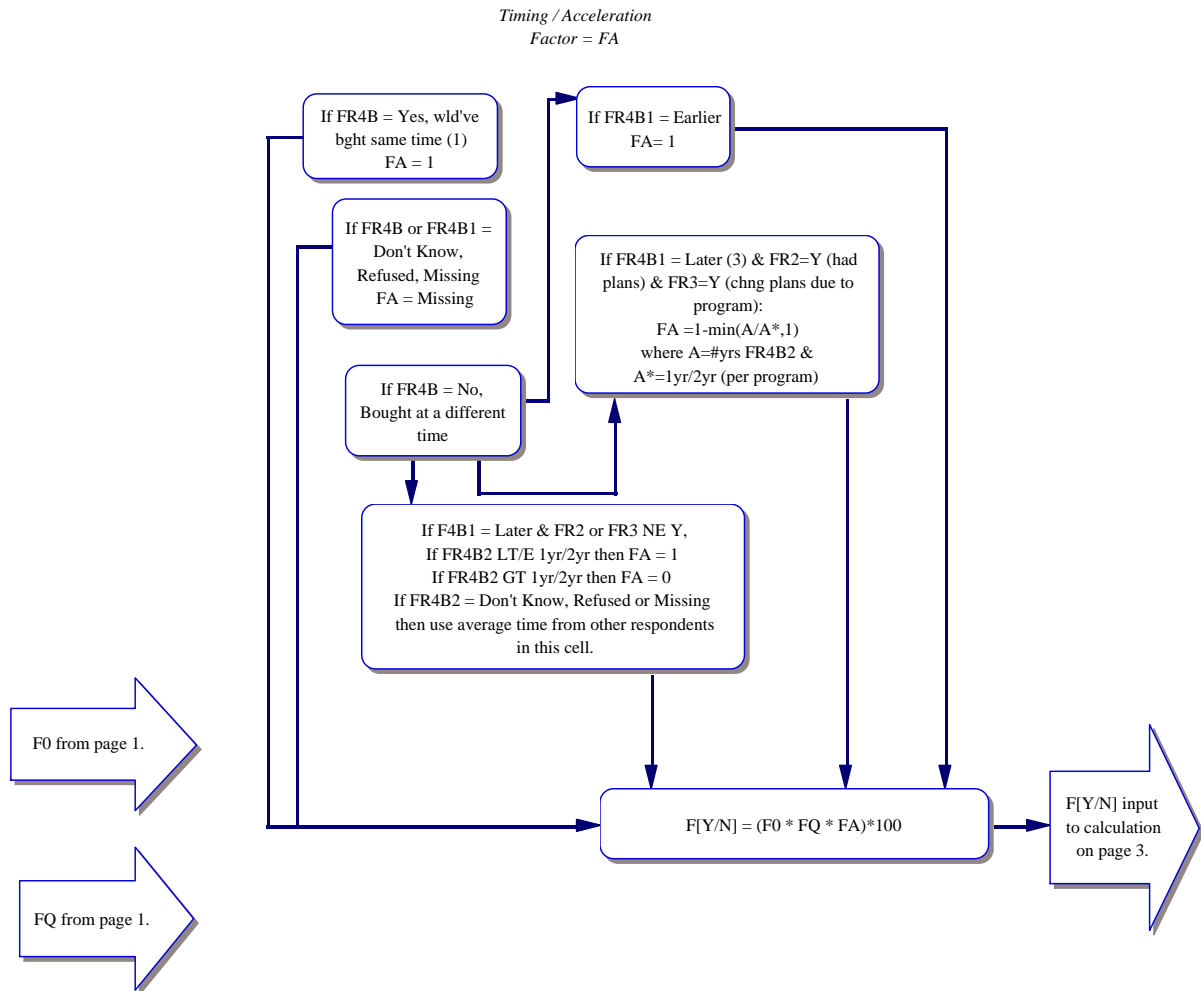 Timing / Acceleration
Factor = FA
If FR4B = Yes, wld've
bght same time (1)
FA = 1
If FR4B1 = Earlier
FA= 1
If FR4B or FR4B1 =
Don't Know,
Refused, Missing
FA = Missing
If FR4B1 = Later (3) & FR2=Y (had
plans) & FR3=Y (chng plans due to
program):
FA =1-min(A/A*,1)
where A=#yrs FR4B2 &
A*=1yr/2yr (per program)
If FR4B = No,
Bought at a different
time
If F4B1 = Later & FR2 or FR3 NE Y,
If FR4B2 LT/E 1yr/2yr then FA = 1
If FR4B2 GT 1yr/2yr then FA = 0
If FR4B2 = Don't Know, Refused or Missing
then use average time from other respondents
in this cell.
F0 from page 1.
F[Y/N] = (F0 * FQ * FA)*100
F[Y/N] input
to calculation
on page 3.
FQ from page 1.